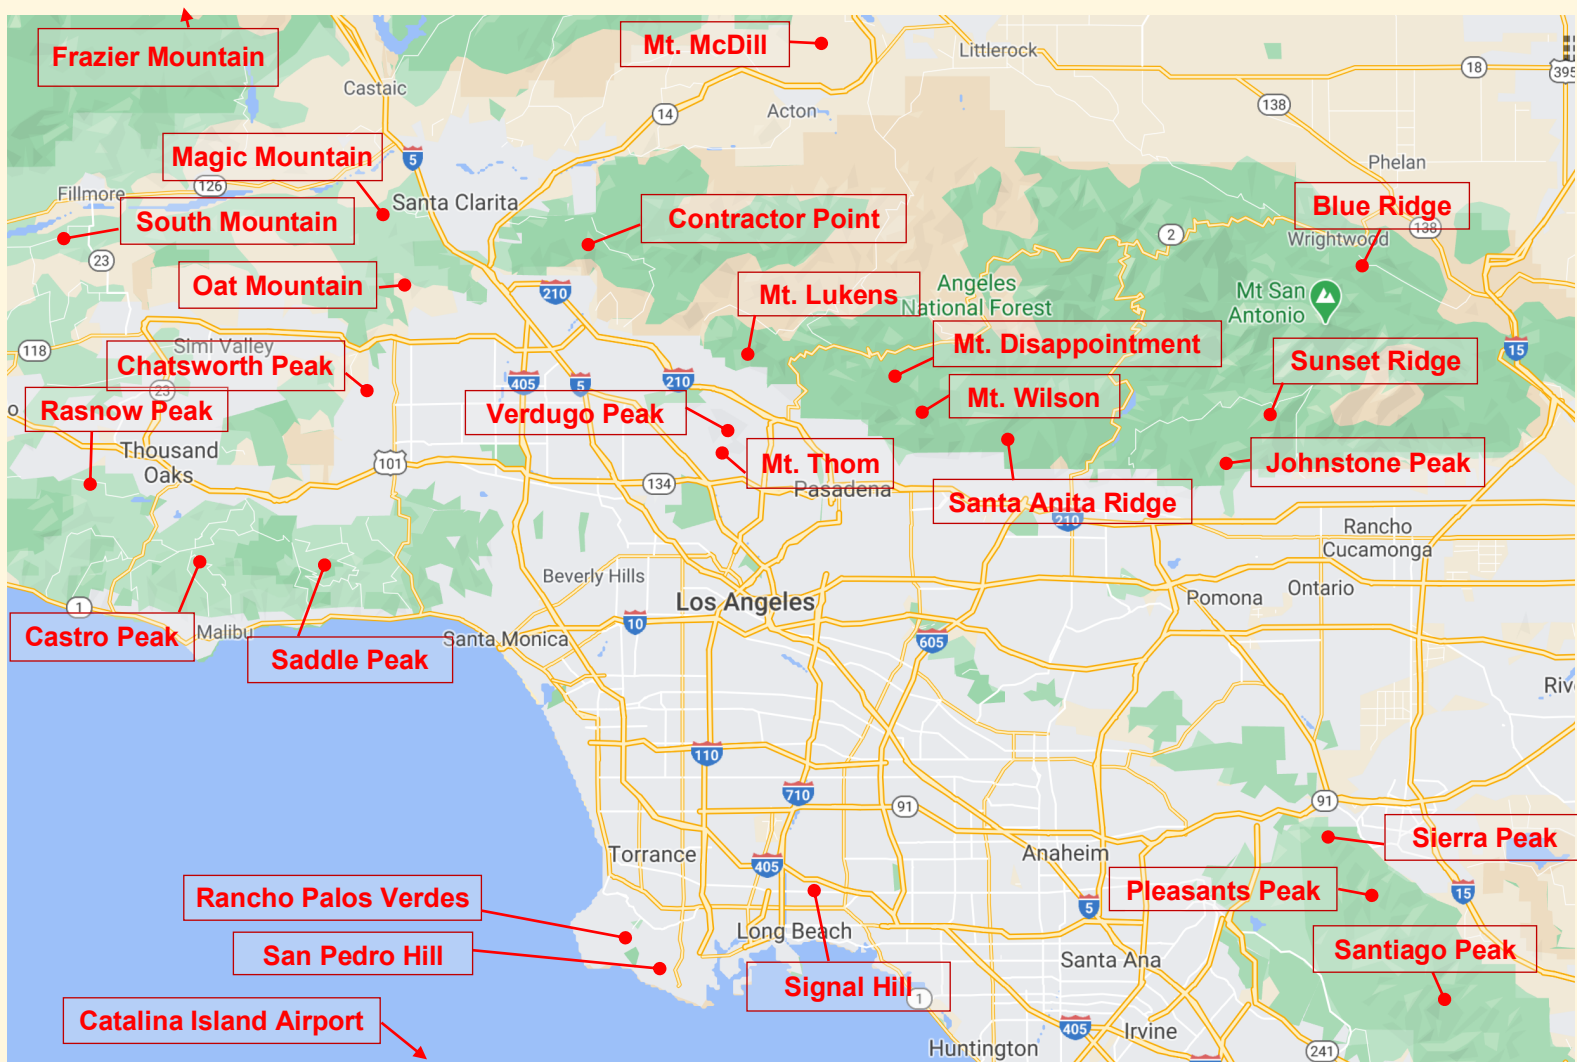 Frazier Mountain
Mt. McDill
Littlerock
18
395
Castaic
14
Acton
138
Magic Mountain
5
Phelan
Fillmore
126
Santa Clarita
South Mountain
Contractor Point
Blue Ridge
138
2
Wrightwood
23
Oat Mountain
210
Mt. Lukens
Angeles
National Forest
Mt San
Antonio
118
Simi Valley
Mt. Disappointment
15
Chatsworth Peak
Sunset Ridge
405
5
210
23
Rasnow Peak
Verdugo Peak
Mt. Wilson
o
Thousand
Oaks
101
Mt. Thom
Johnstone Peak
134
Pasadena
Santa Anita Ridge
210
Rancho
Cucamonga
Beverly Hills
Ontario
Los Angeles
Pomona
1
10
Castro Peak
Malibu
Santa Monica
605
Saddle Peak
Riv
110
710
91
91
Sierra Peak
Torrance
405
Anaheim
Pleasants Peak
15
Rancho Palos Verdes
5
Long Beach
San Pedro Hill
Santa Ana
Santiago Peak
Signal Hill
1
Catalina Island Airport
405
Irvine
Huntington
241